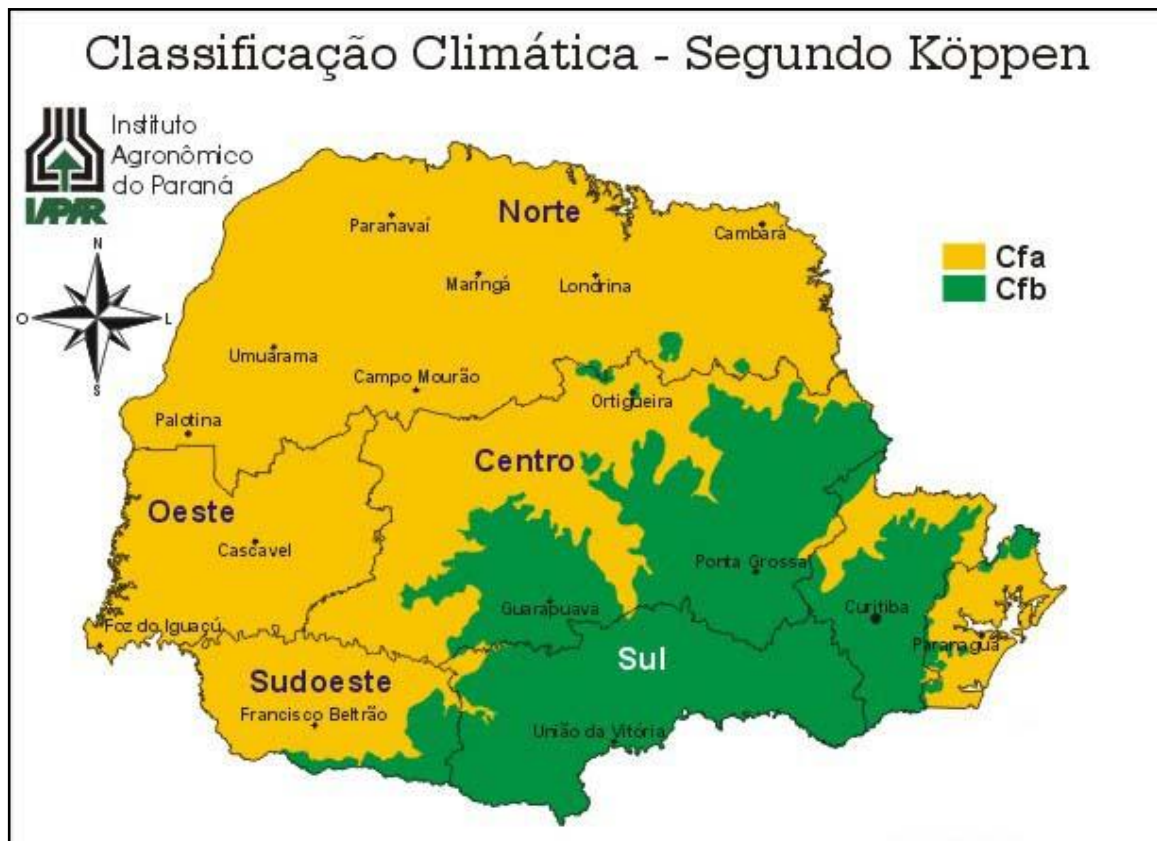 Classificação Climática - Segundo Köppen
Instituto
Agronômico
do Paraná
IAPAR
N
O
L
S
Cfa
Cfb
Norte
Paranavaí
Cambará
Maringá
Londrina
Umuarama
Campo Mourão
Ortigueira
Palotina
Centro
Oeste
Cascavel
Ponta Grossa
Guarapuava
Curitiba
Foz do Iguaçú
Paranaguá
Sul
Sudoeste
Francisco Beltrão
União da Vitória